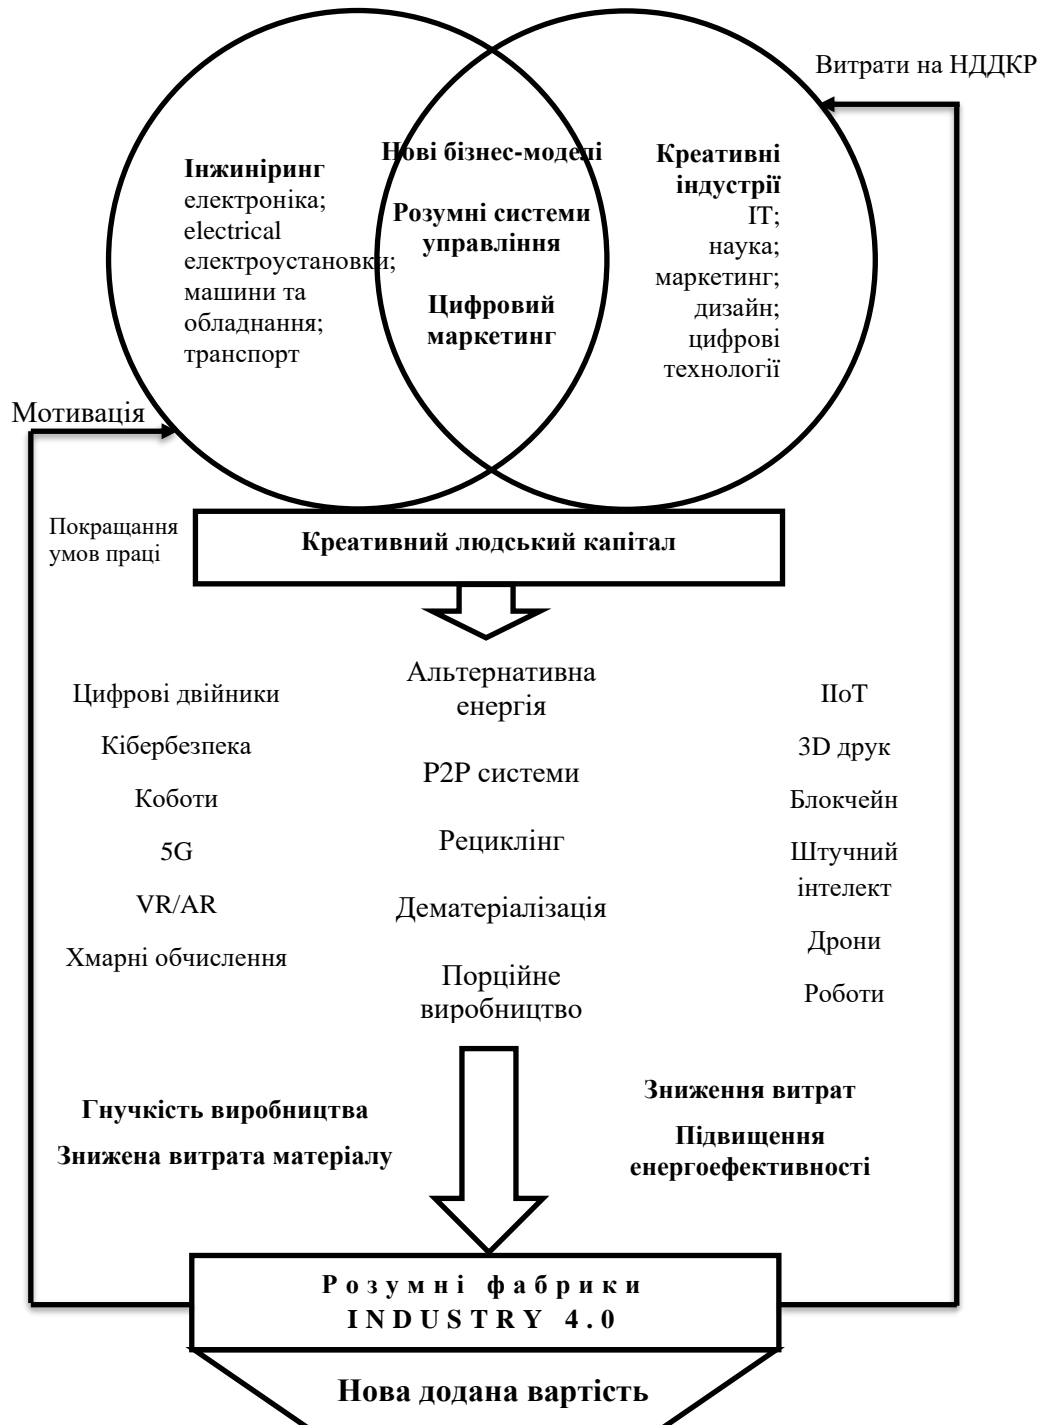 Витрати на НДДКР
Інжиніринг
електроніка;
electrical
електроустановки;
машини та
обладнання;
транспорт
Нові бізнес-моделі
Розумні системи
управління
Цифровий
маркетинг
Креативні
індустрії
ІТ;
наука;
маркетинг;
дизайн;
цифрові
технології
Мотивація
Покращання
умов праці
Креативний людський капітал
Цифрові двійники
Кібербезпека
Коботи
5G
VR/AR
Хмарні обчислення
Альтернативна
енергія
P2P системи
Рециклінг
Дематеріалізація
Порційне
виробництво
IIoT
3D друк
Блокчейн
Штучний
інтелект
Дрони
Роботи
Гнучкість виробництва
Знижена витрата матеріалу
Зниження витрат
Підвищення
енергоефективності
Розумні фабрики
INDUSTRY 4.0
Нова додана вартість